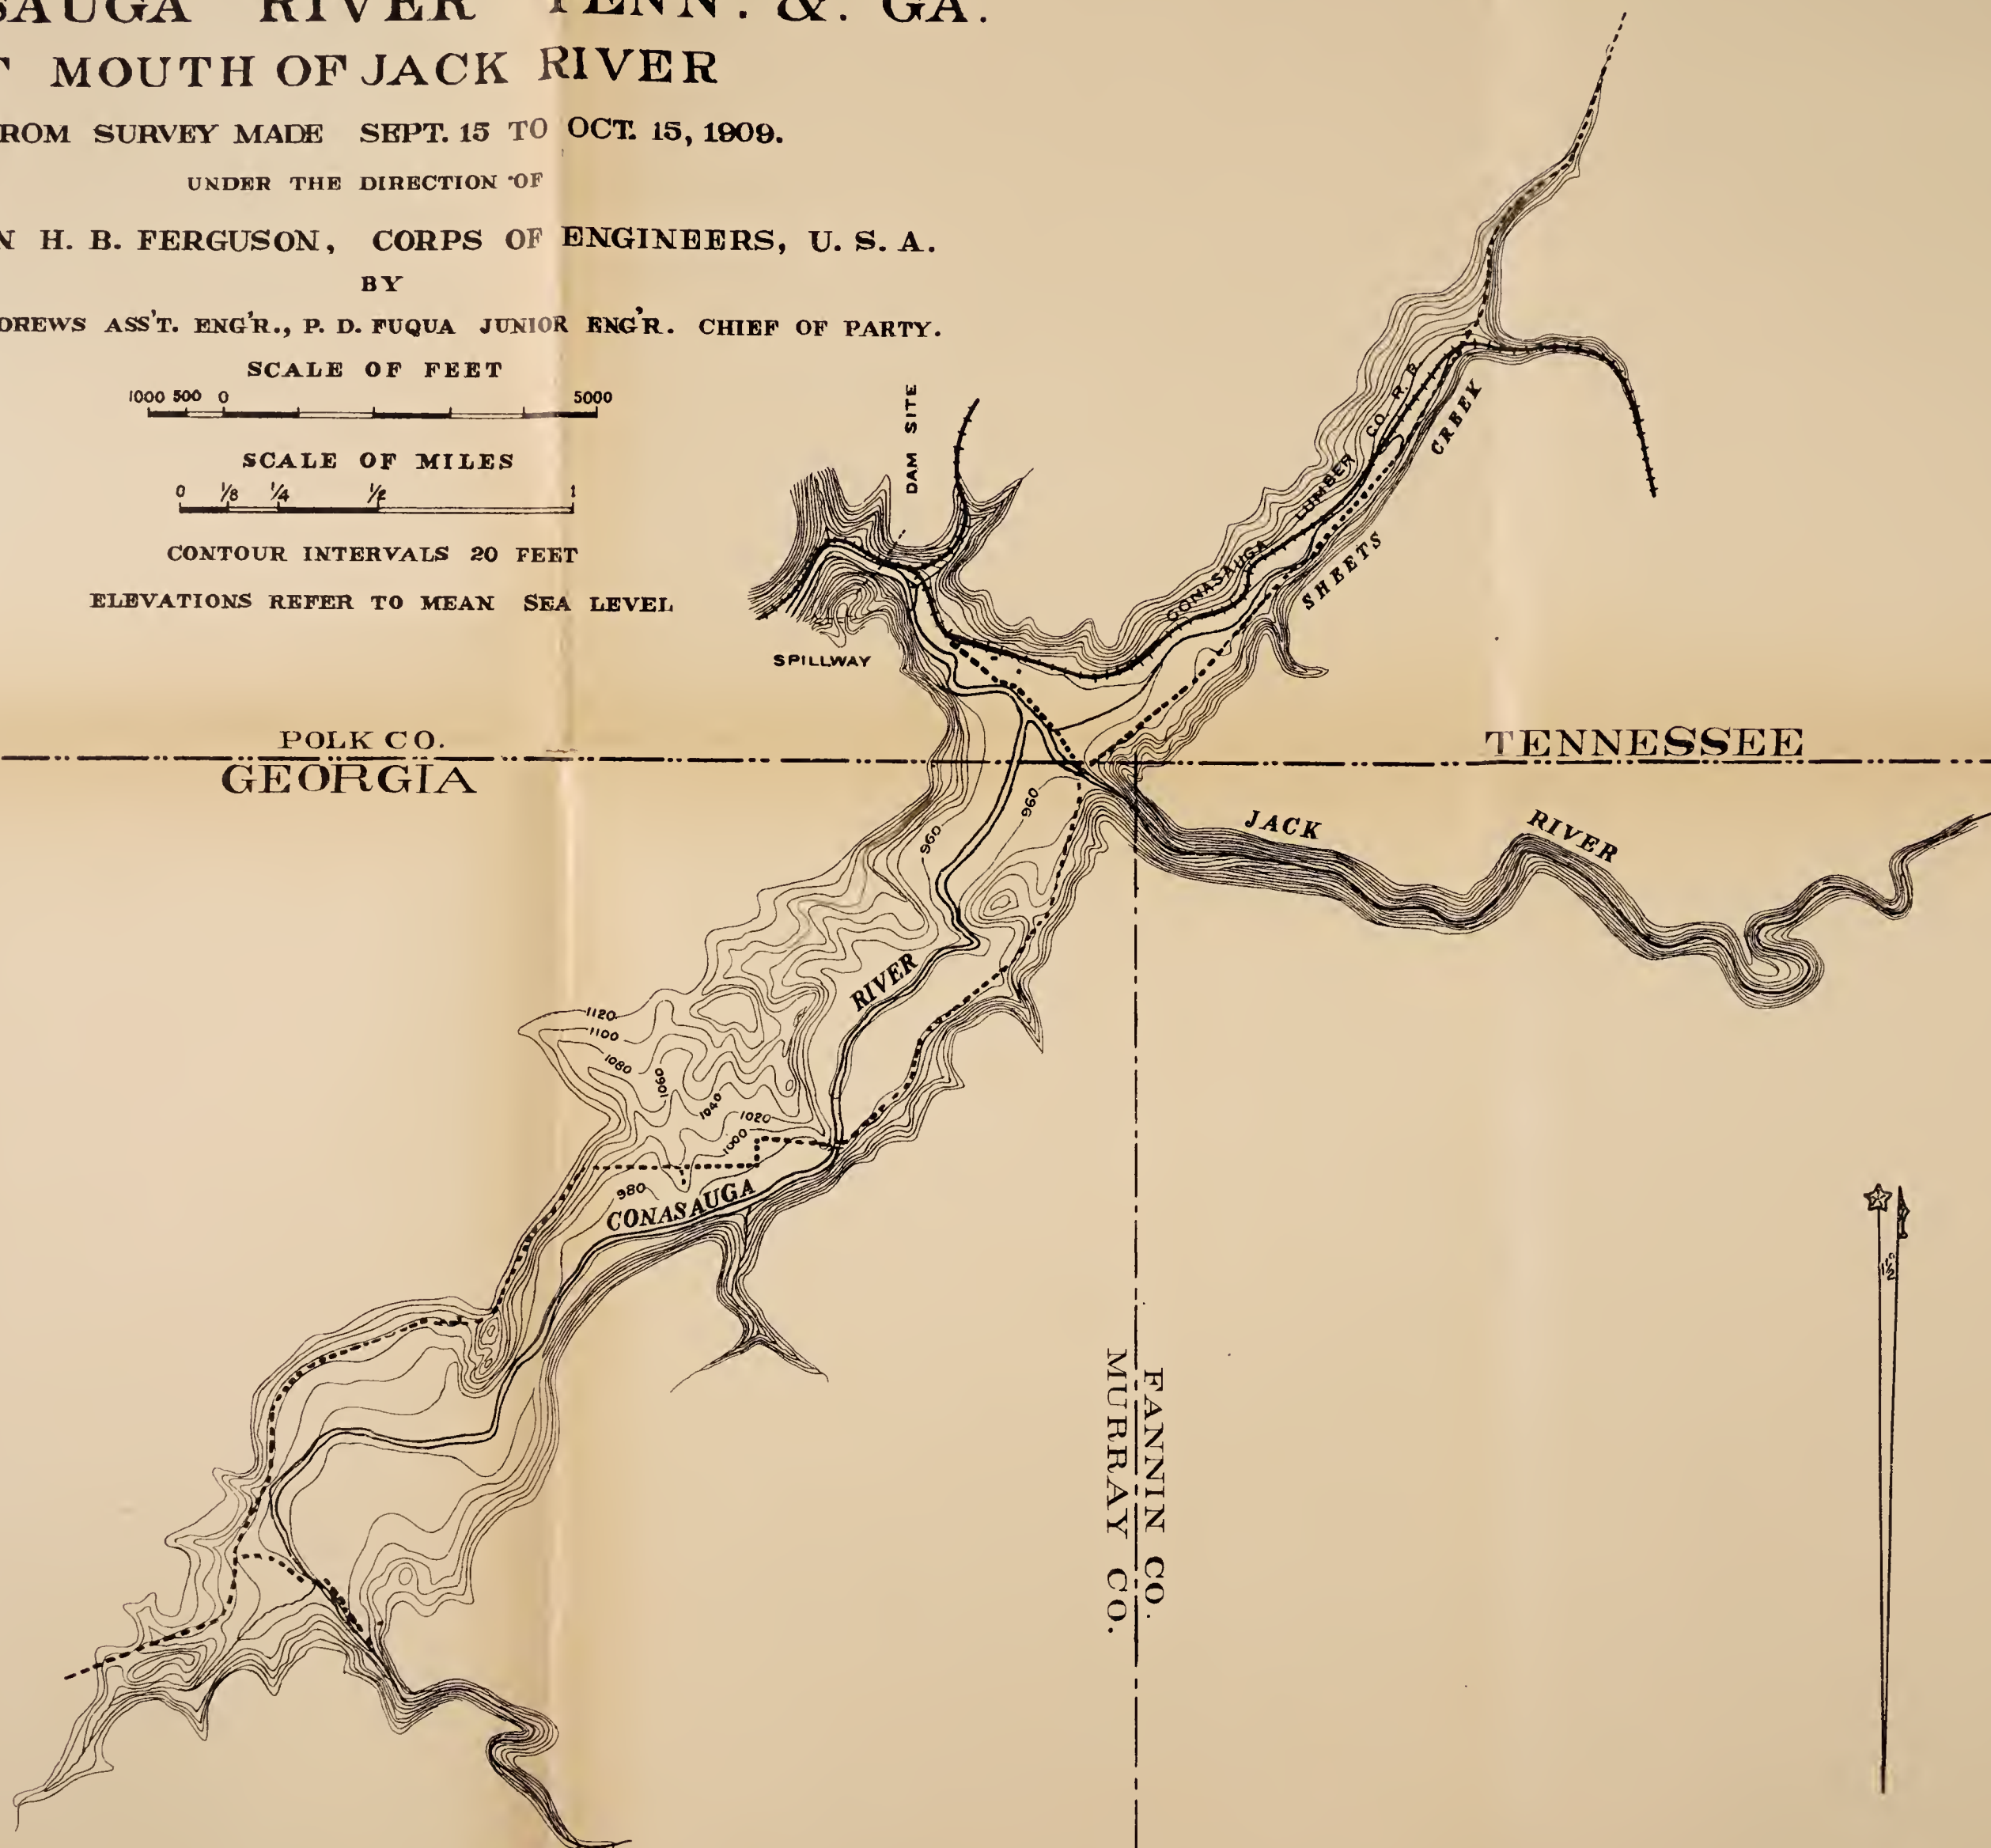 SAUGA RIVER TENN. & GA.
MOUTH OF JACK RIVER
ROM SURVEY MADE SEPT. 15 TO OCT. 15, 1909.
UNDER THE DIRECTION OF
N H. B. FERGUSON, CORPS OF ENGINEERS, U. S. A.
BY
DREWS ASS'T. ENG'R., P. D. FUQUA JUNIOR ENG'R. CHIEF OF PARTY.
SCALE OF FEET
1000 500 0 5000
SCALE OF MILES
0 1/8 1/4 1/2 1
CONTOUR INTERVALS 20 FEET
ELEVATIONS REFER TO MEAN SEA LEVEL
DAM SITE
SPILLWAY
CONASAUGA LUMBER CO. R. R.
SHEETS CREEK
POLK CO.
GEORGIA
TENNESSEE
JACK RIVER
960
960
RIVER
1120
1100
1080
1060
1040
1020
1000
980
CONASAUGA
FANNIN CO.
MURRAY CO.
1½°